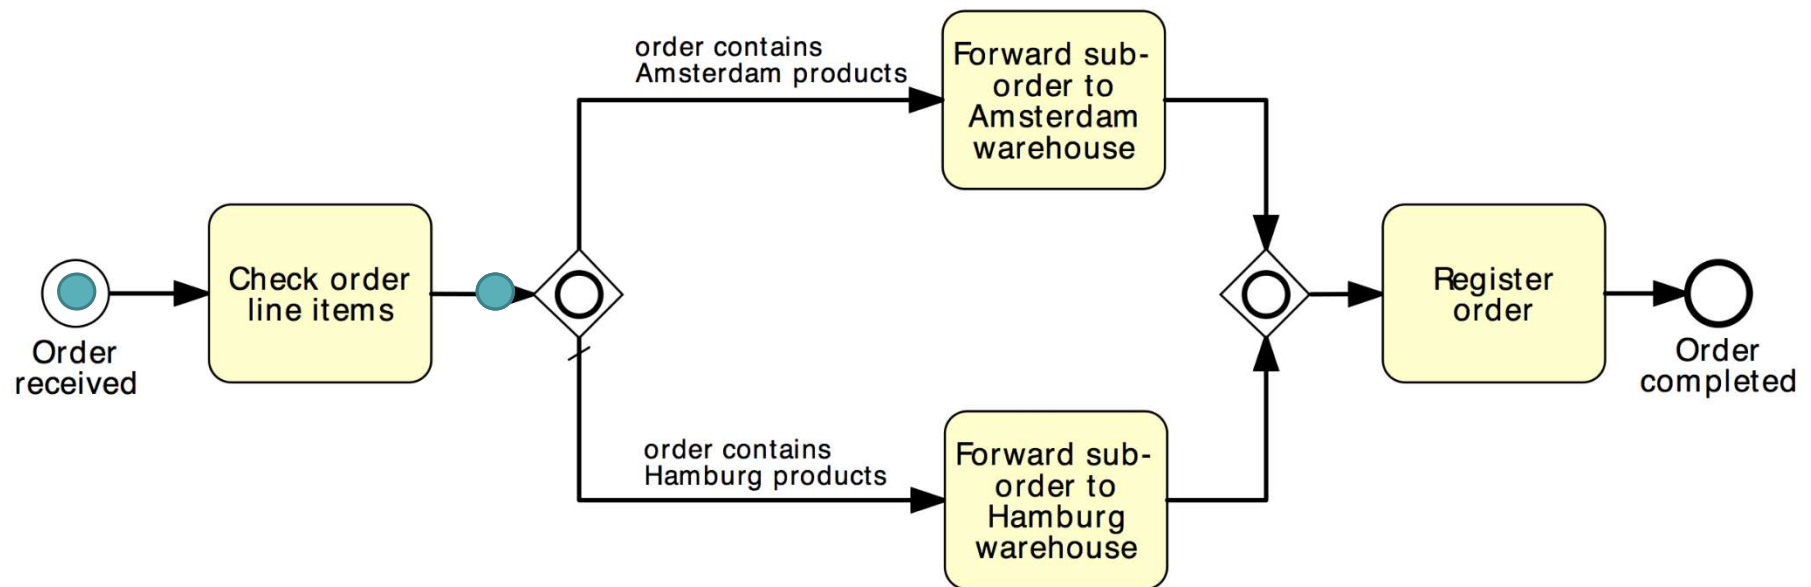 Order
received
Check order
line items
order contains
Amsterdam products
Forward sub-
order to
Amsterdam
warehouse
order contains
Hamburg products
Forward sub-
order to
Hamburg
warehouse
Register
order
Order
completed